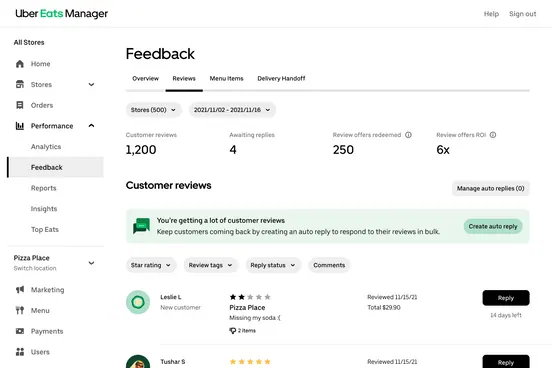 Uber Eats Manager
Help
Sign out
All Stores
Home
Stores
Orders
Performance
Analytics
Feedback
Reports
Insights
Top Eats
Pizza Place
Switch location
Marketing
Menu
Payments
Users
Feedback
Overview
Reviews
Menu Items
Delivery Handoff
Stores (500)
2021/11/02 - 2021/11/16
Customer reviews
1,200
Awaiting replies
4
Review offers redeemed
250
Review offers ROI
6x
Customer reviews
Manage auto replies (0)
You're getting a lot of customer reviews
Keep customers coming back by creating an auto reply to respond to their reviews in bulk.
Create auto reply
Star rating
Review tags
Reply status
Comments
Leslie L
New customer
Pizza Place
Missing my soda :(
2 items
Reviewed 11/15/21
Total $29.90
Reply
14 days left
Tushar S
Reviewed 11/15/21
Reply